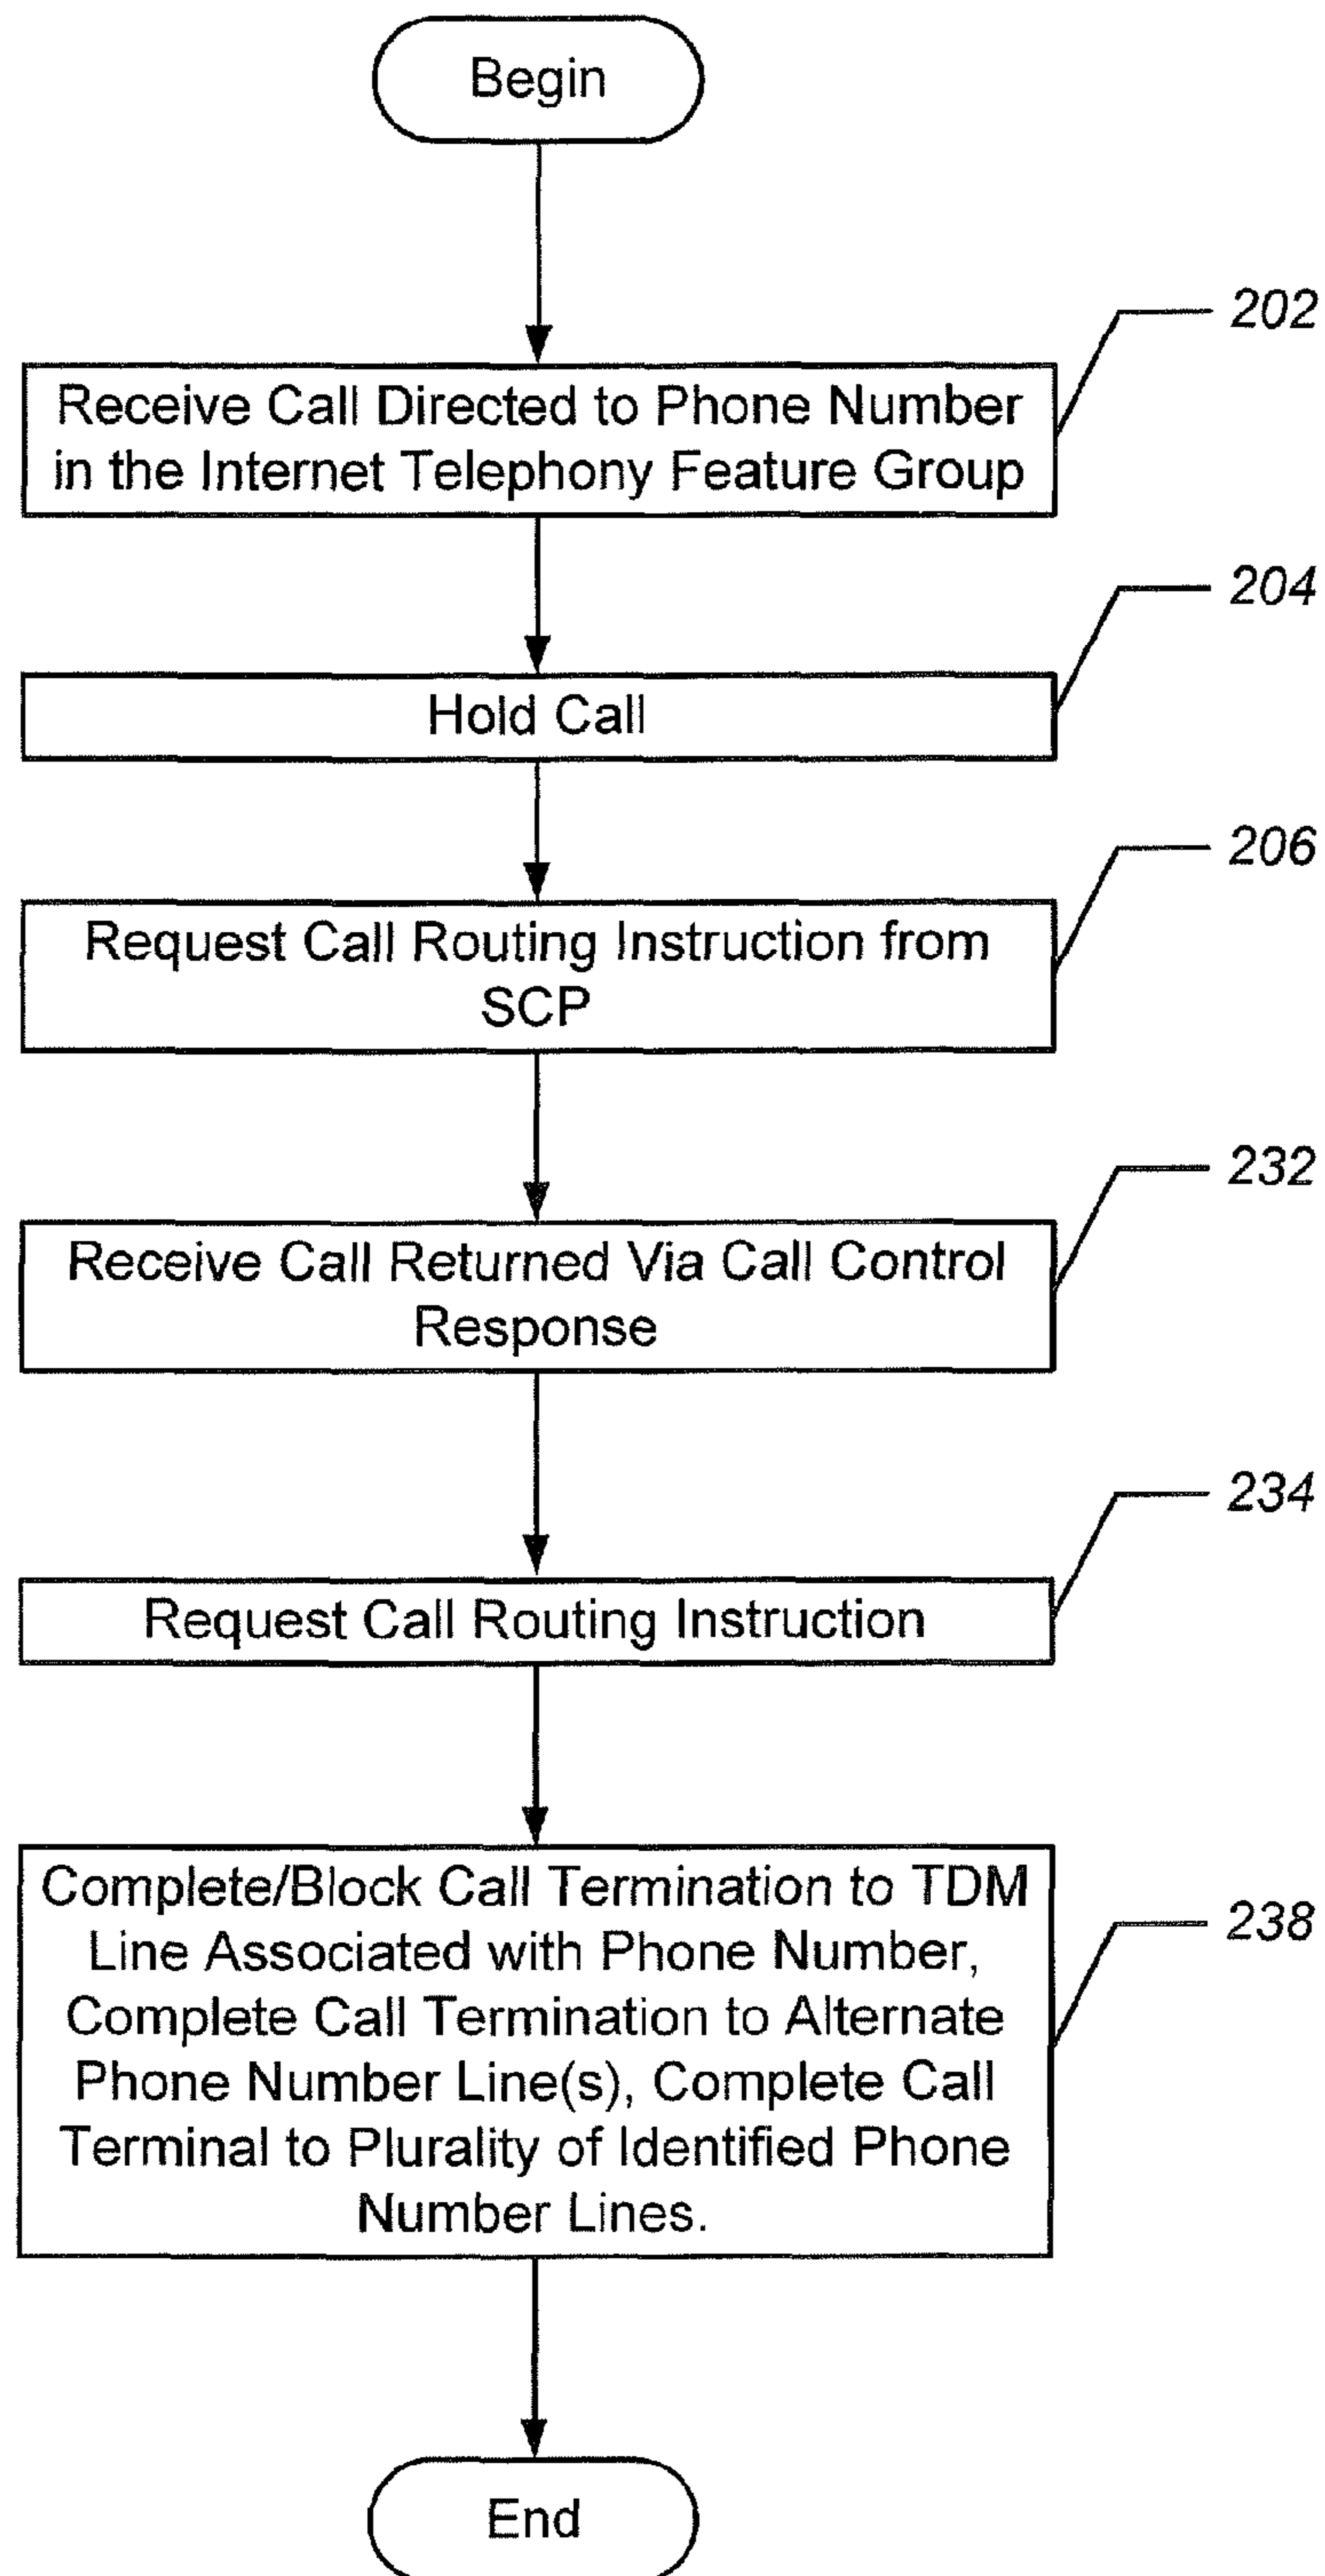 Begin
202
Receive Call Directed to Phone Number
in the Internet Telephony Feature Group
204
Hold Call
206
Request Call Routing Instruction from
SCP
232
Receive Call Returned Via Call Control
Response
234
Request Call Routing Instruction
238
Complete/Block Call Termination to TDM
Line Associated with Phone Number,
Complete Call Termination to Alternate
Phone Number Line(s), Complete Call
Terminal to Plurality of Identified Phone
Number Lines.
End